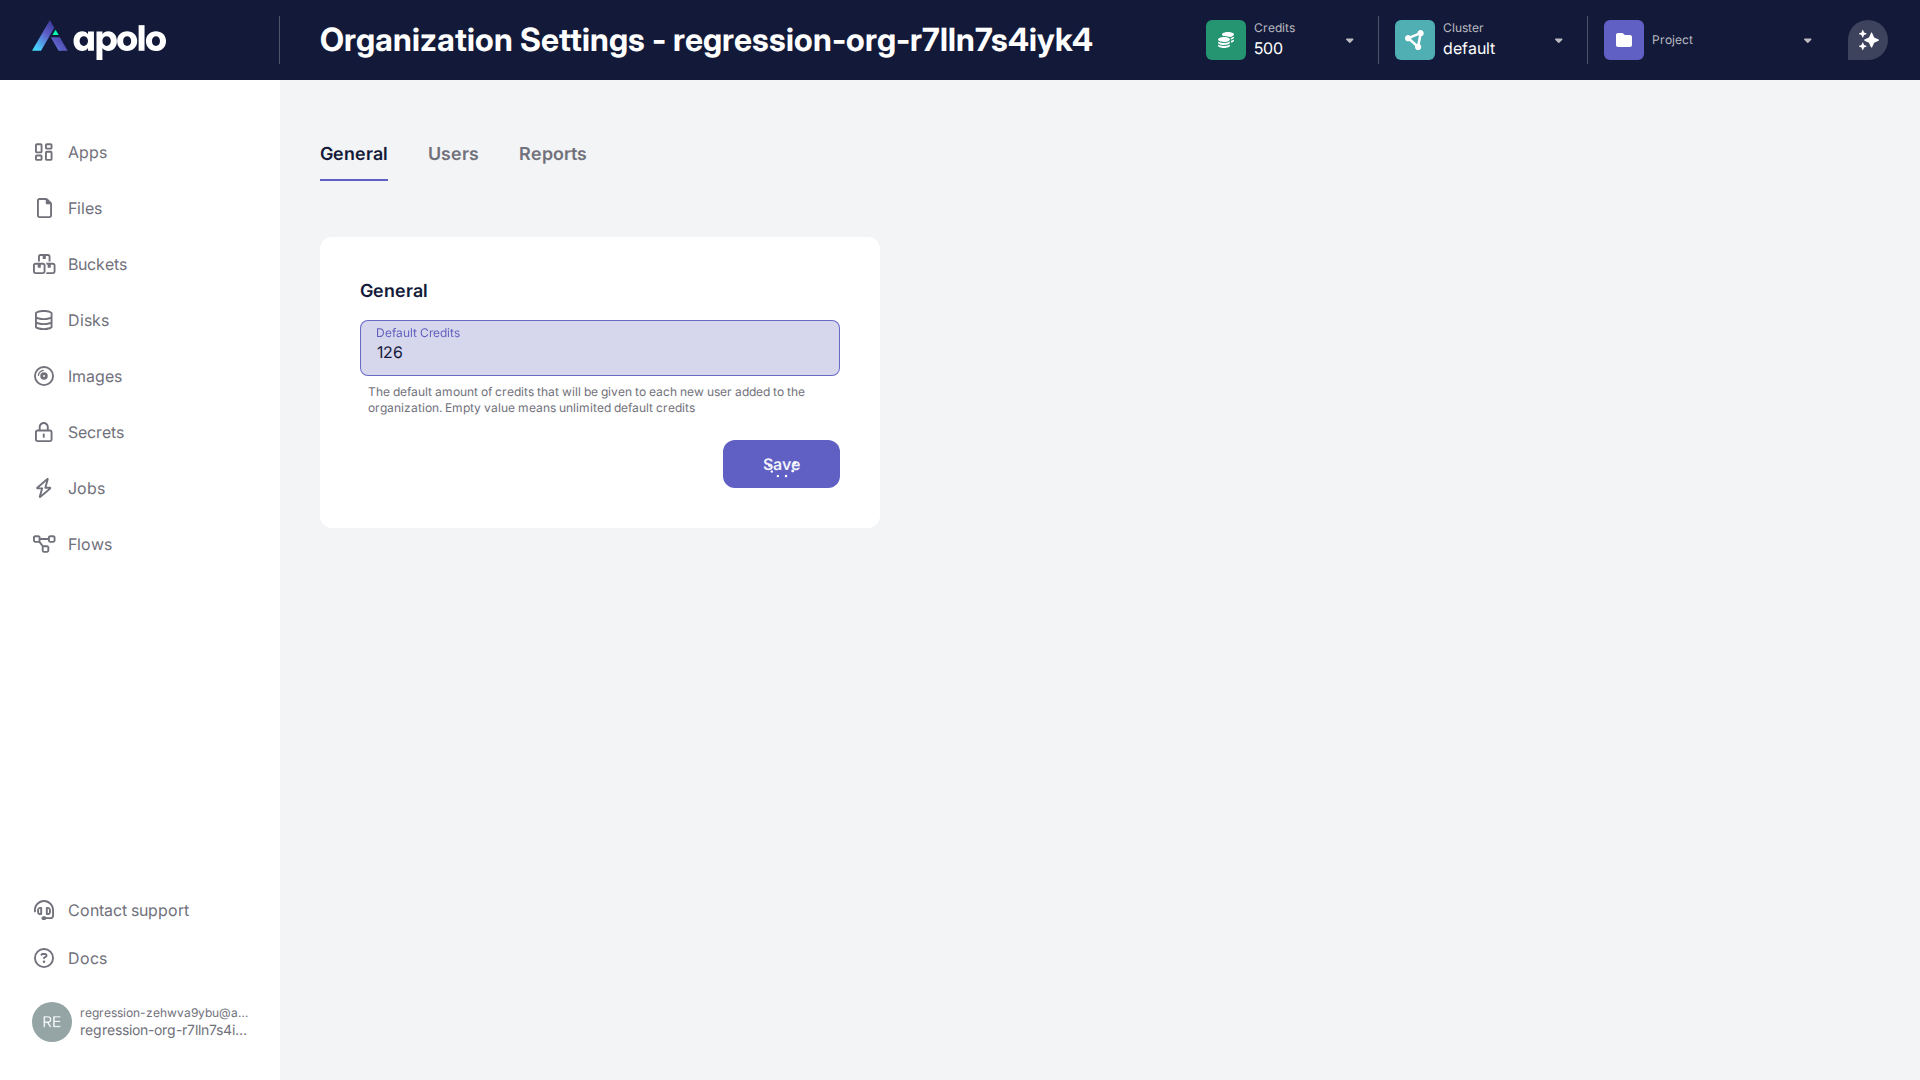 apolo
Organization Settings - regression-org-r7lln7s4iyk4
Credits
500
Cluster
default
Project
Apps
Files
Buckets
Disks
Images
Secrets
Jobs
Flows
General
Users
Reports
General
Default Credits
126
The default amount of credits that will be given to each new user added to the
organization. Empty value means unlimited default credits
Save
Contact support
Docs
RE
regression-zehwva9ybu@a...
regression-org-r7lln7s4i...